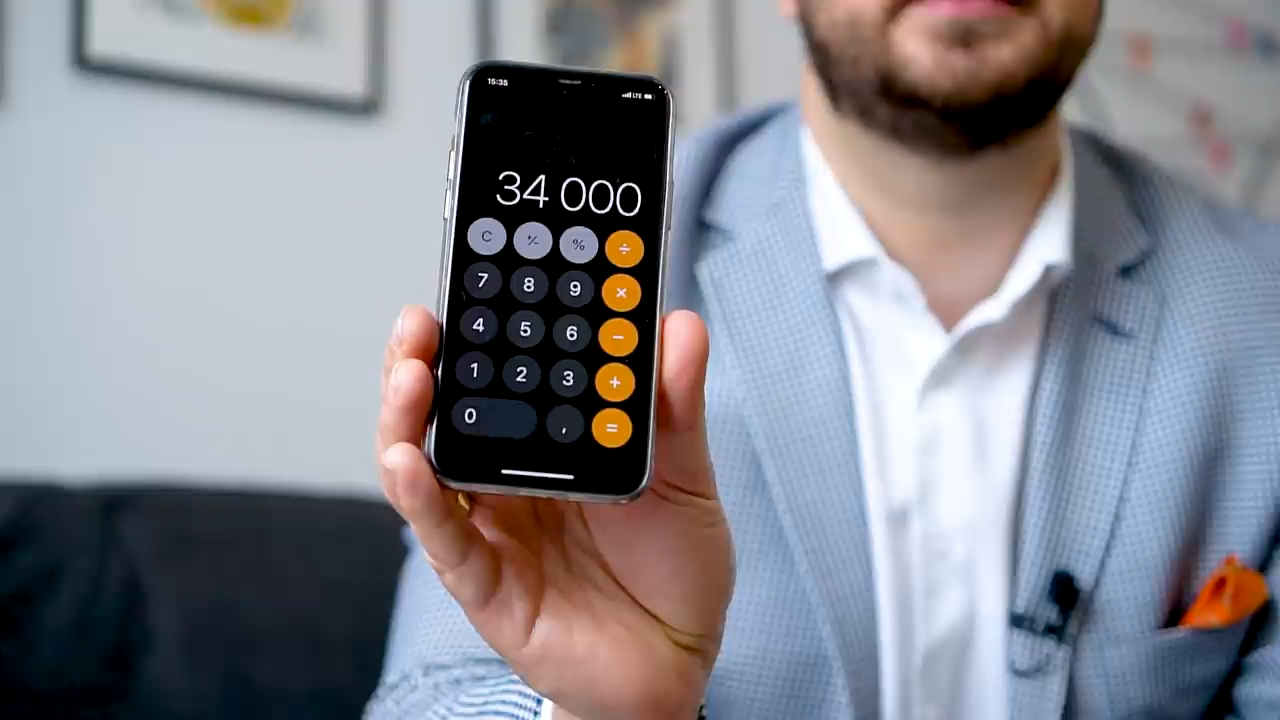 15:35 LTE
34 000
C ⁺⁄₋ % ÷
7 8 9 ×
4 5 6 −
1 2 3 +
0 , =